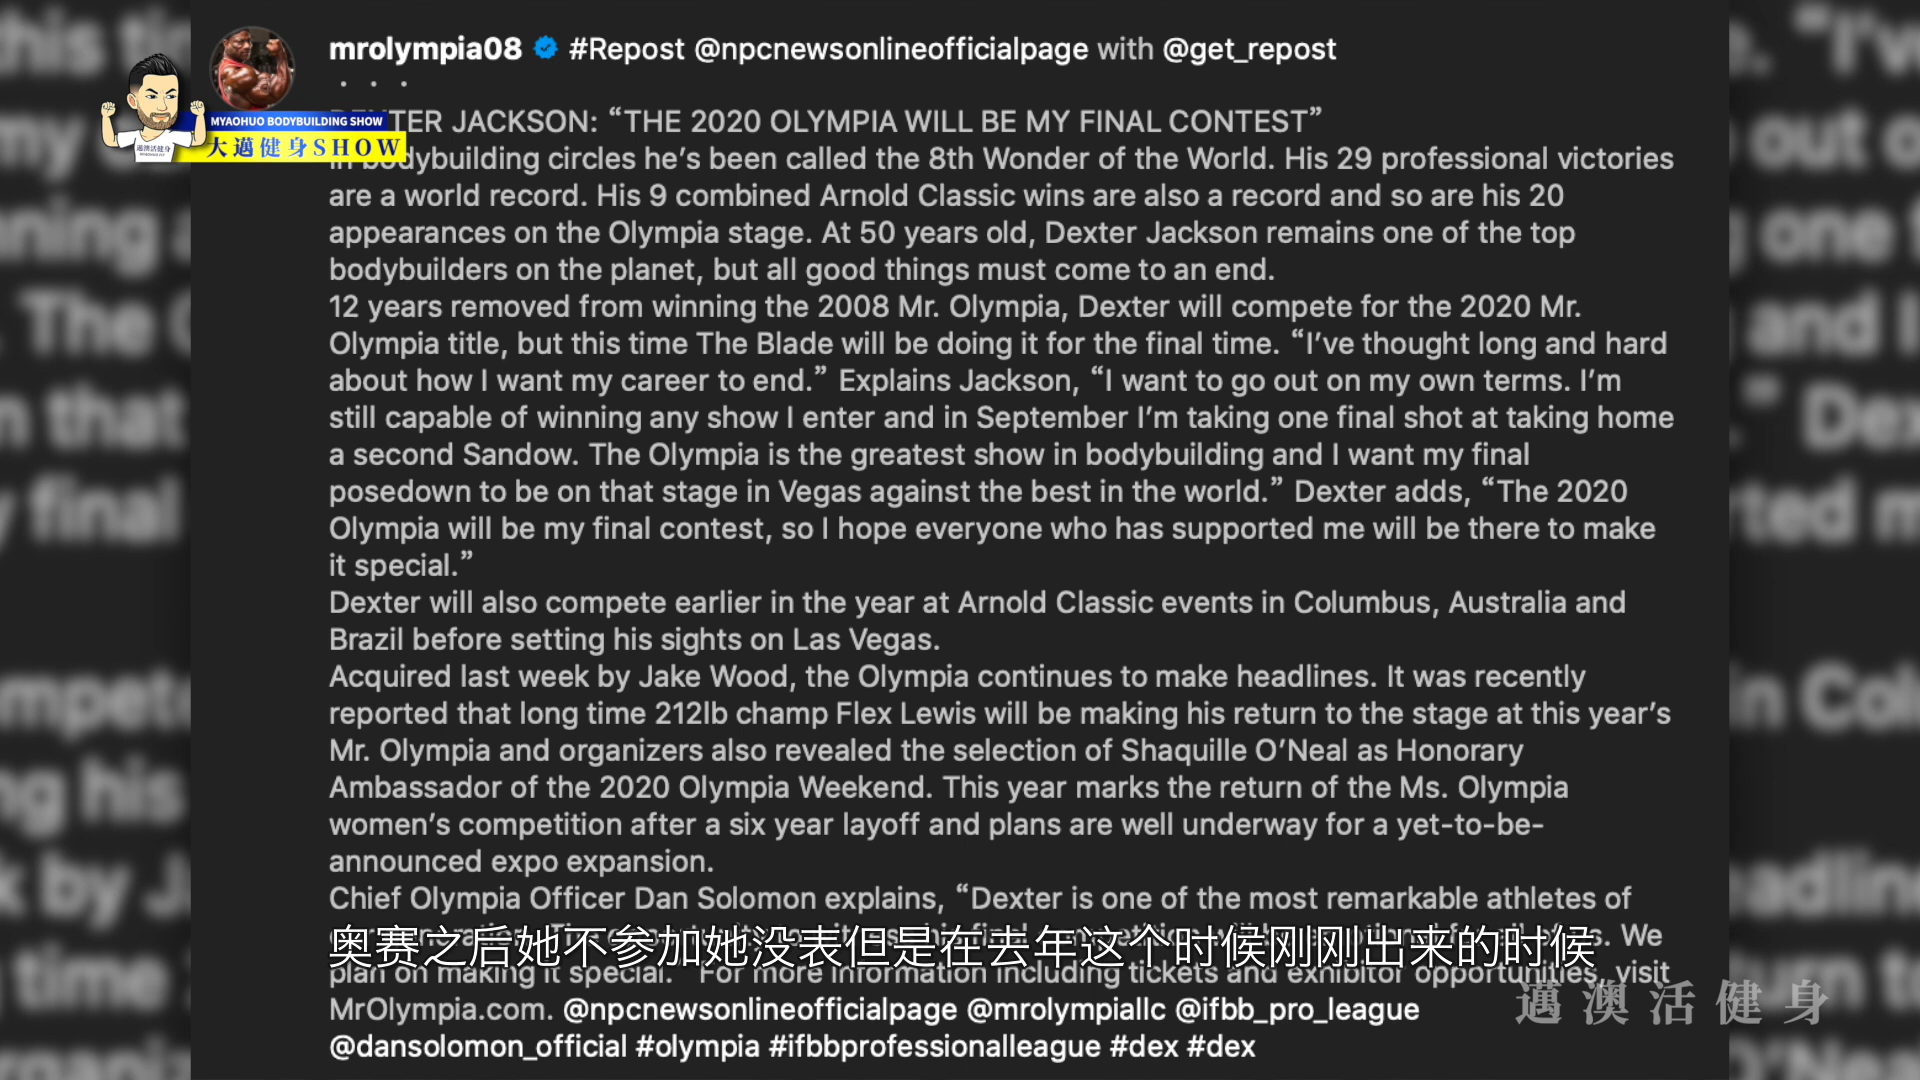 mrolympia08 #Repost @npcnewsonlineofficialpage with @get_repost
・・・
TER JACKSON: “THE 2020 OLYMPIA WILL BE MY FINAL CONTEST”
MYAOHUO BODYBUILDING SHOW
大邁健身SHOW
邁澳活健身
bodybuilding circles he’s been called the 8th Wonder of the World. His 29 professional victories
are a world record. His 9 combined Arnold Classic wins are also a record and so are his 20
appearances on the Olympia stage. At 50 years old, Dexter Jackson remains one of the top
bodybuilders on the planet, but all good things must come to an end.
12 years removed from winning the 2008 Mr. Olympia, Dexter will compete for the 2020 Mr.
Olympia title, but this time The Blade will be doing it for the final time. “I’ve thought long and hard
about how I want my career to end.” Explains Jackson, “I want to go out on my own terms. I’m
still capable of winning any show I enter and in September I’m taking one final shot at taking home
a second Sandow. The Olympia is the greatest show in bodybuilding and I want my final
posedown to be on that stage in Vegas against the best in the world.” Dexter adds, “The 2020
Olympia will be my final contest, so I hope everyone who has supported me will be there to make
it special.”
Dexter will also compete earlier in the year at Arnold Classic events in Columbus, Australia and
Brazil before setting his sights on Las Vegas.
Acquired last week by Jake Wood, the Olympia continues to make headlines. It was recently
reported that long time 212lb champ Flex Lewis will be making his return to the stage at this year’s
Mr. Olympia and organizers also revealed the selection of Shaquille O’Neal as Honorary
Ambassador of the 2020 Olympia Weekend. This year marks the return of the Ms. Olympia
women’s competition after a six year layoff and plans are well underway for a yet-to-be-
announced expo expansion.
Chief Olympia Officer Dan Solomon explains, “Dexter is one of the most remarkable athletes of
We
奥赛之后她不参加她没表但是在去年这个时候刚刚出来的时候
plan on making it special.” For more information including tickets and exhibitor opportunities, visit
邁澳活健身
MrOlympia.com. @npcnewsonlineofficialpage @mrolympiallc @ifbb_pro_league
@dansolomon_official #olympia #ifbbprofessionalleague #dex #dex